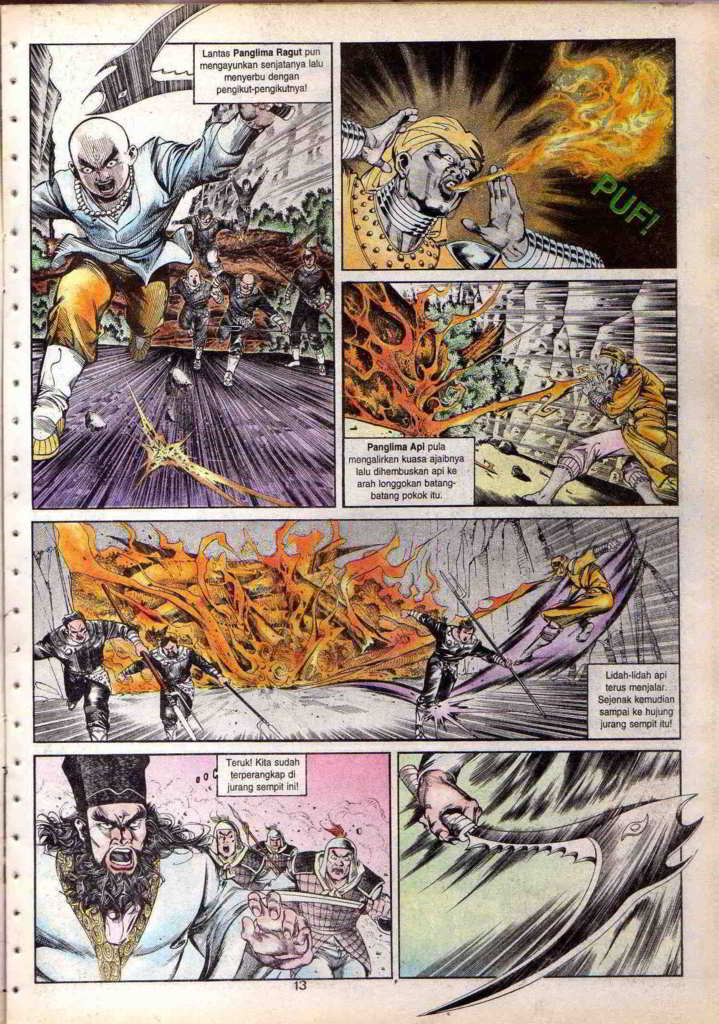 Lantas Panglima Ragut pun
mengayunkan senjatanya lalu
menyerbu dengan
pengikut-pengikutnya!
PUF!
Panglima Api pula
mengalirkan kuasa ajaibnya
lalu dihembuskan api ke
arah longgokan batang-
batang pokok itu.
Lidah-lidah api
terus menjalar.
Sejenak kemudian
sampai ke hujung
jurang sempit itu!
Teruk! Kita sudah
terperangkap di
jurang sempit ini!
13